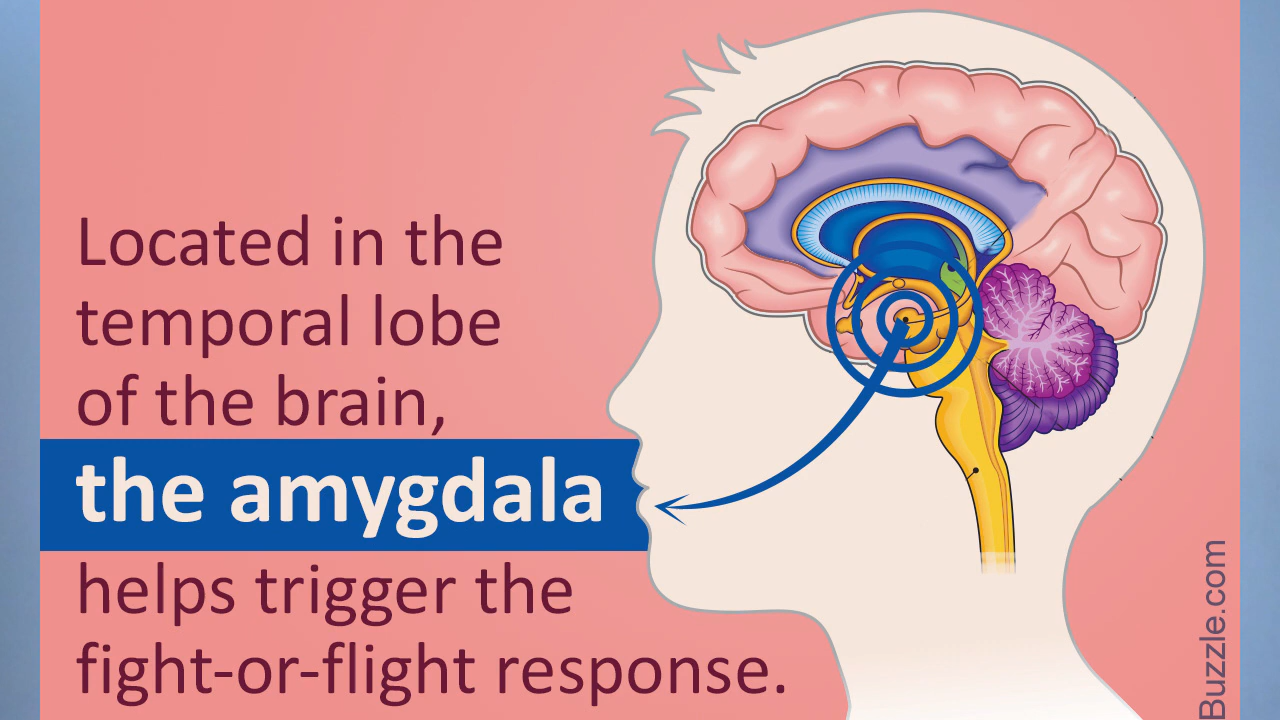 Located in the
temporal lobe
of the brain,
the amygdala
helps trigger the
fight-or-flight response.
Buzzle.com